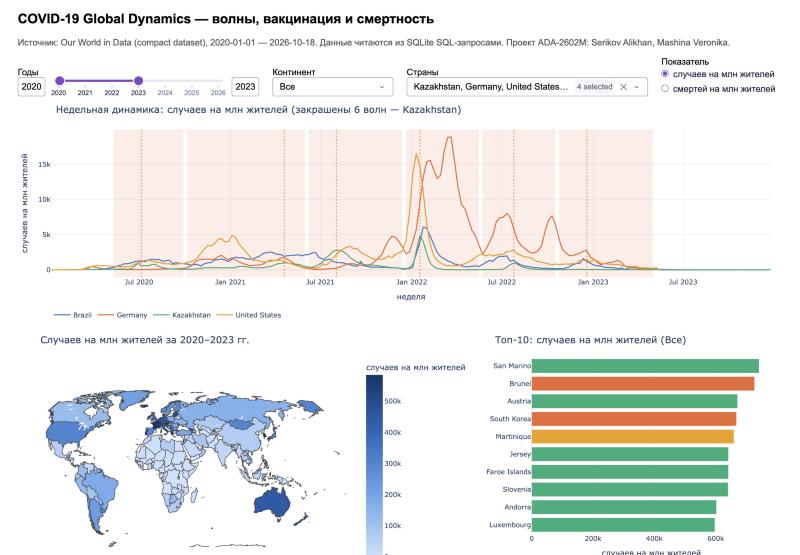 COVID-19 Global Dynamics — волны, вакцинация и смертность
Источник: Our World in Data (compact dataset), 2020-01-01 — 2026-10-18. Данные читаются из SQLite SQL-запросами. Проект ADA-2602M: Serikov Alikhan, Mashina Veronika.
Годы
2020
2020 2021 2022 2023 2024 2025 2026
2023
Континент
Все
Страны
Kazakhstan, Germany, United States… 4 selected
Показатель
случаев на млн жителей
смертей на млн жителей
Недельная динамика: случаев на млн жителей (закрашены 6 волн — Kazakhstan)
случаев на млн жителей
15k
10k
5k
0
Jul 2020 Jan 2021 Jul 2021 Jan 2022 Jul 2022 Jan 2023 Jul 2023
неделя
Brazil Germany Kazakhstan United States
Случаев на млн жителей за 2020–2023 гг.
случаев на млн жителей
500k
400k
300k
200k
100k
0
Топ-10: случаев на млн жителей (Все)
San Marino
Brunei
Austria
South Korea
Martinique
Jersey
Faroe Islands
Slovenia
Andorra
Luxembourg
0 200k 400k 600k
случаев на млн жителей